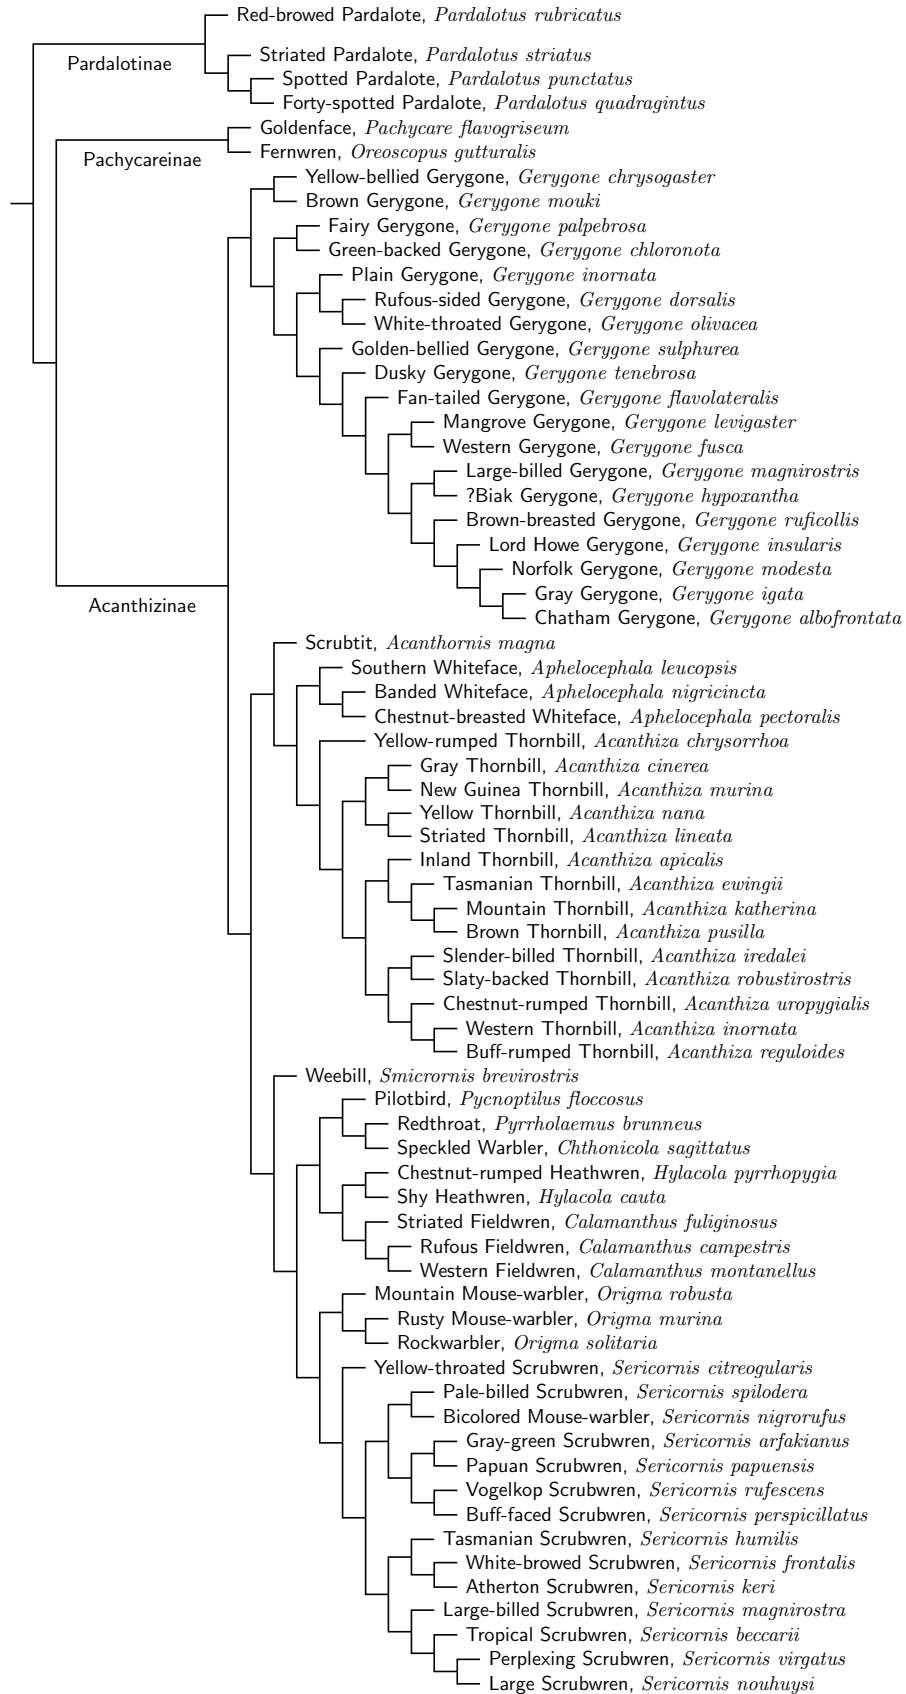 Red-browed Pardalote, Pardalotus rubricatus
Pardalotinae
Striated Pardalote, Pardalotus striatus
Spotted Pardalote, Pardalotus punctatus
Forty-spotted Pardalote, Pardalotus quadragintus
Goldenface, Pachycare flavogriseum
Pachycareinae
Fernwren, Oreoscopus gutturalis
Yellow-bellied Gerygone, Gerygone chrysogaster
Brown Gerygone, Gerygone mouki
Fairy Gerygone, Gerygone palpebrosa
Green-backed Gerygone, Gerygone chloronota
Plain Gerygone, Gerygone inornata
Rufous-sided Gerygone, Gerygone dorsalis
White-throated Gerygone, Gerygone olivacea
Golden-bellied Gerygone, Gerygone sulphurea
Dusky Gerygone, Gerygone tenebrosa
Fan-tailed Gerygone, Gerygone flavolateralis
Mangrove Gerygone, Gerygone levigaster
Western Gerygone, Gerygone fusca
Large-billed Gerygone, Gerygone magnirostris
?Biak Gerygone, Gerygone hypoxantha
Brown-breasted Gerygone, Gerygone ruficollis
Lord Howe Gerygone, Gerygone insularis
Norfolk Gerygone, Gerygone modesta
Gray Gerygone, Gerygone igata
Acanthizinae
Chatham Gerygone, Gerygone albofrontata
Scrubtit, Acanthornis magna
Southern Whiteface, Aphelocephala leucopsis
Banded Whiteface, Aphelocephala nigricincta
Chestnut-breasted Whiteface, Aphelocephala pectoralis
Yellow-rumped Thornbill, Acanthiza chrysorrhoa
Gray Thornbill, Acanthiza cinerea
New Guinea Thornbill, Acanthiza murina
Yellow Thornbill, Acanthiza nana
Striated Thornbill, Acanthiza lineata
Inland Thornbill, Acanthiza apicalis
Tasmanian Thornbill, Acanthiza ewingii
Mountain Thornbill, Acanthiza katherina
Brown Thornbill, Acanthiza pusilla
Slender-billed Thornbill, Acanthiza iredalei
Slaty-backed Thornbill, Acanthiza robustirostris
Chestnut-rumped Thornbill, Acanthiza uropygialis
Western Thornbill, Acanthiza inornata
Buff-rumped Thornbill, Acanthiza reguloides
Weebill, Smicrornis brevirostris
Pilotbird, Pycnoptilus floccosus
Redthroat, Pyrrholaemus brunneus
Speckled Warbler, Chthonicola sagittatus
Chestnut-rumped Heathwren, Hylacola pyrrhopygia
Shy Heathwren, Hylacola cauta
Striated Fieldwren, Calamanthus fuliginosus
Rufous Fieldwren, Calamanthus campestris
Western Fieldwren, Calamanthus montanellus
Mountain Mouse-warbler, Origma robusta
Rusty Mouse-warbler, Origma murina
Rockwarbler, Origma solitaria
Yellow-throated Scrubwren, Sericornis citreogularis
Pale-billed Scrubwren, Sericornis spilodera
Bicolored Mouse-warbler, Sericornis nigrorufus
Gray-green Scrubwren, Sericornis arfakianus
Papuan Scrubwren, Sericornis papuensis
Vogelkop Scrubwren, Sericornis rufescens
Buff-faced Scrubwren, Sericornis perspicillatus
Tasmanian Scrubwren, Sericornis humilis
White-browed Scrubwren, Sericornis frontalis
Atherton Scrubwren, Sericornis keri
Large-billed Scrubwren, Sericornis magnirostra
Tropical Scrubwren, Sericornis beccarii
Perplexing Scrubwren, Sericornis virgatus
Large Scrubwren, Sericornis nouhuysi